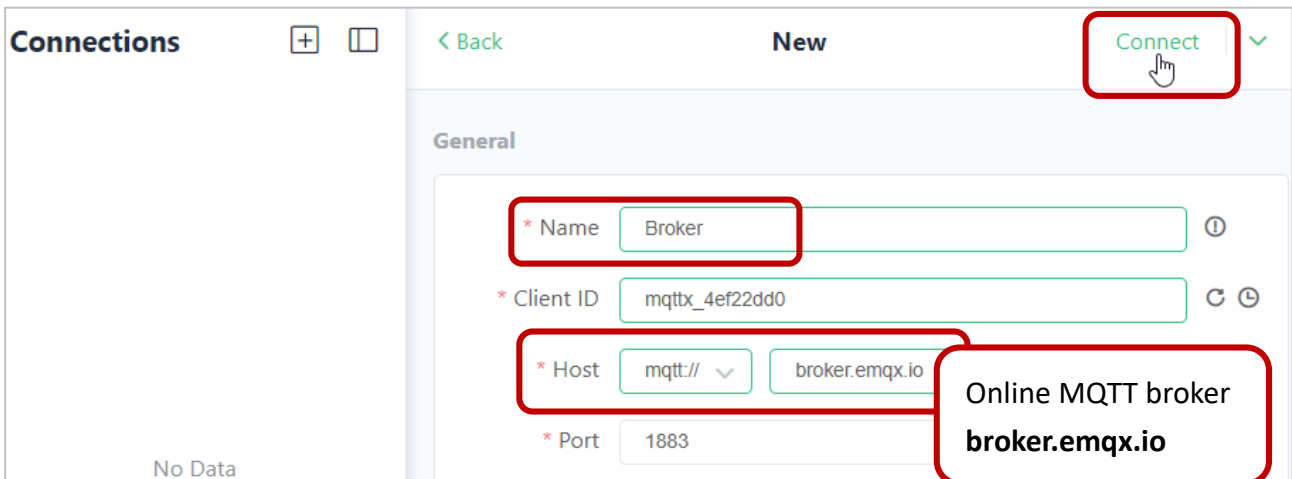 Connections
< Back
New
Connect
General
* Name Broker
* Client ID mqttx_4ef22dd0
* Host mqtt:// broker.emqx.io
Online MQTT broker
broker.emqx.io
* Port 1883
No Data